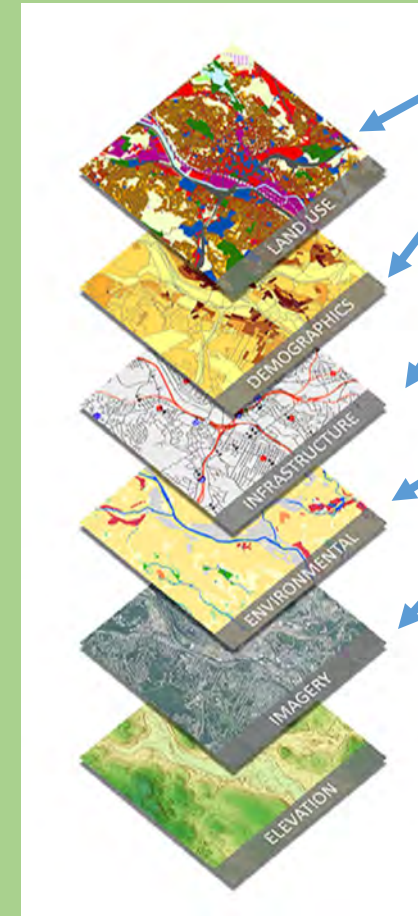 LAND USE
DEMOGRAPHICS
INFRASTRUCTURE
ENVIRONMENTAL
IMAGERY
ELEVATION